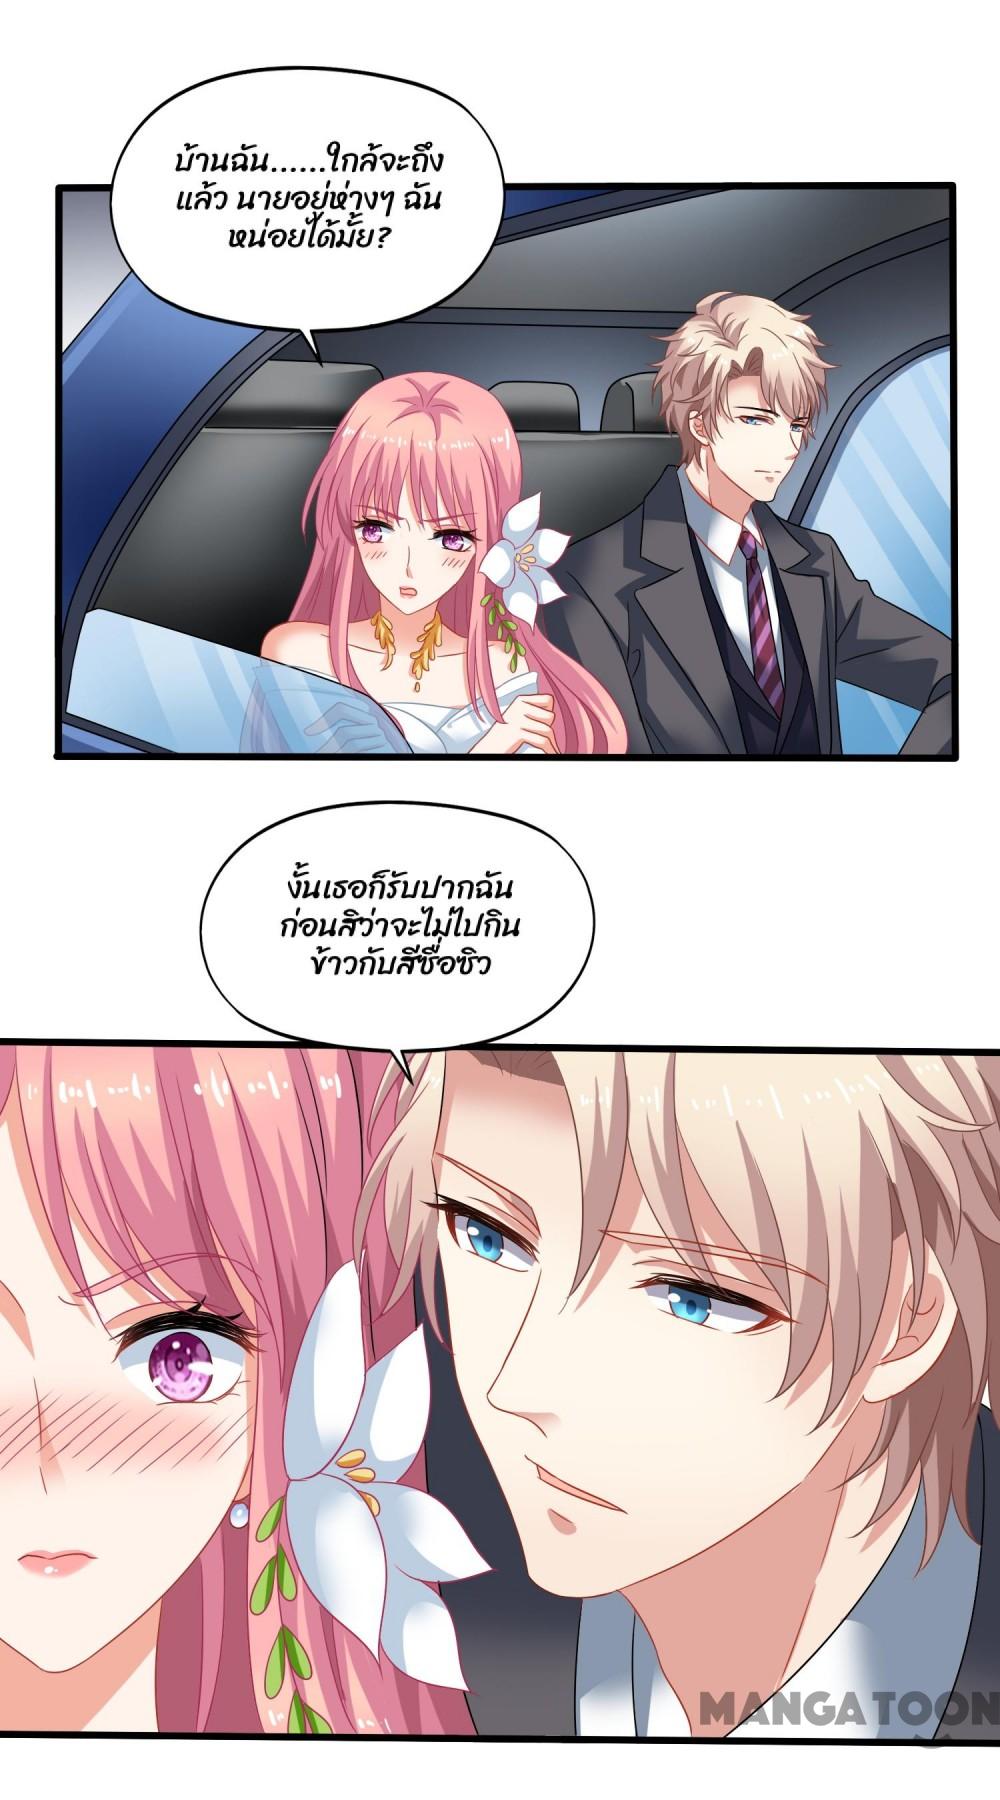 บ้านฉัน......ใกล้จะถึง
แล้ว นายอยู่ห่างๆ ฉัน
หน่อยได้มั้ย?
งั้นเธอก็รับปากฉัน
ก่อนสิว่าจะไม่ไปกิน
ข้าวกับสีซื่อซิว
MANGATOON